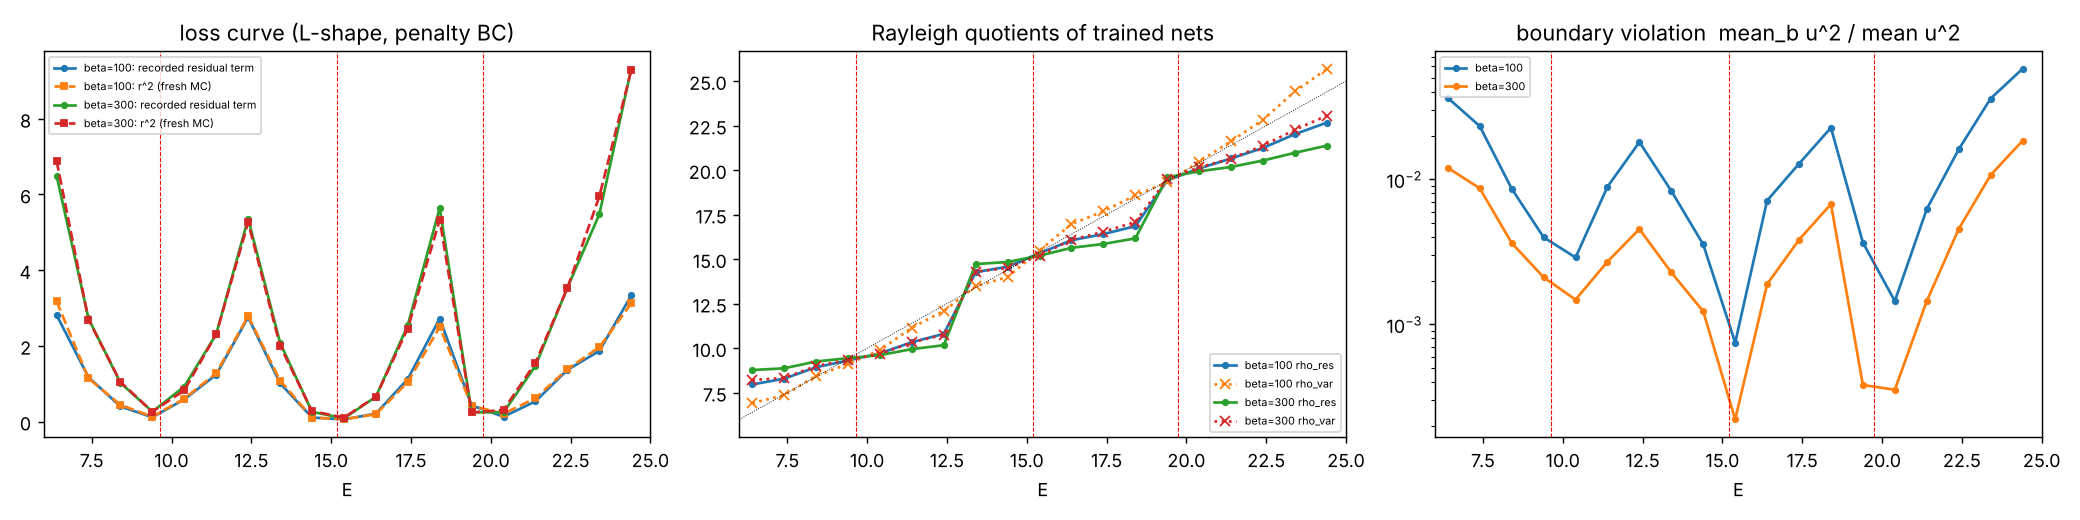 loss curve (L-shape, penalty BC)
beta=100: recorded residual term
beta=100: r^2 (fresh MC)
beta=300: recorded residual term
beta=300: r^2 (fresh MC)
8
6
4
2
0
7.5 10.0 12.5 15.0 17.5 20.0 22.5 25.0
E
Rayleigh quotients of trained nets
25.0
22.5
20.0
17.5
15.0
12.5
10.0
7.5
beta=100 rho_res
beta=100 rho_var
beta=300 rho_res
beta=300 rho_var
7.5 10.0 12.5 15.0 17.5 20.0 22.5 25.0
E
boundary violation mean_b u^2 / mean u^2
beta=100
beta=300
10^-2
10^-3
7.5 10.0 12.5 15.0 17.5 20.0 22.5 25.0
E